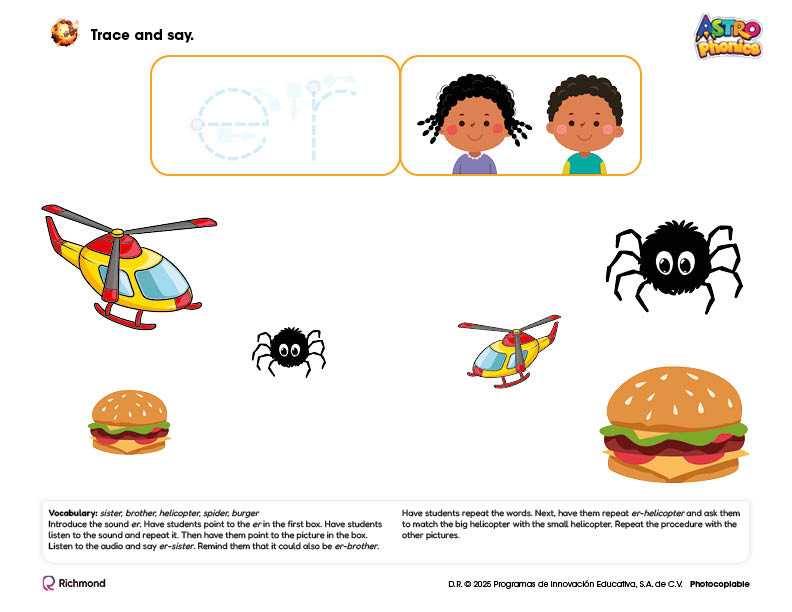 Trace and say.
ASTRO
Phonics
er
Vocabulary: sister, brother, helicopter, spider, burger
Introduce the sound er. Have students point to the er in the first box. Have students
listen to the sound and repeat it. Then have them point to the picture in the box.
Listen to the audio and say er-sister. Remind them that it could also be er-brother.
Have students repeat the words. Next, have them repeat er-helicopter and ask them
to match the big helicopter with the small helicopter. Repeat the procedure with the
other pictures.
Richmond
D.R. © 2025 Programas de Innovación Educativa, S.A. de C.V. Photocopiable